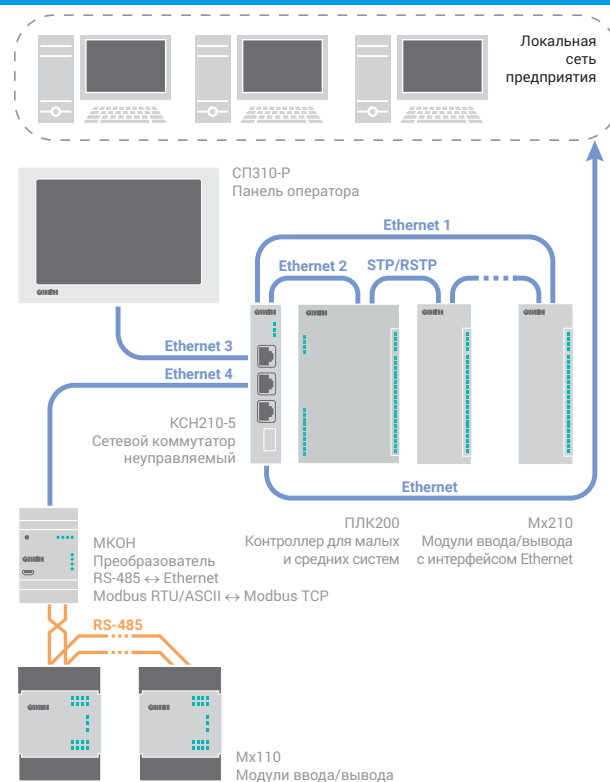 Локальная
сеть
предприятия
СП310-Р
Панель оператора
Ethernet 1
Ethernet 2
STP/RSTP
Ethernet 3
Ethernet 4
КСН210-5
Сетевой коммутатор
неуправляемый
Ethernet
ПЛК200
Контроллер для малых
и средних систем
Мх210
Модули ввода/вывода
с интерфейсом Ethernet
МКОН
Преобразователь
RS-485 ↔ Ethernet
Modbus RTU/ASCII ↔ Modbus TCP
RS-485
Мх110
Модули ввода/вывода